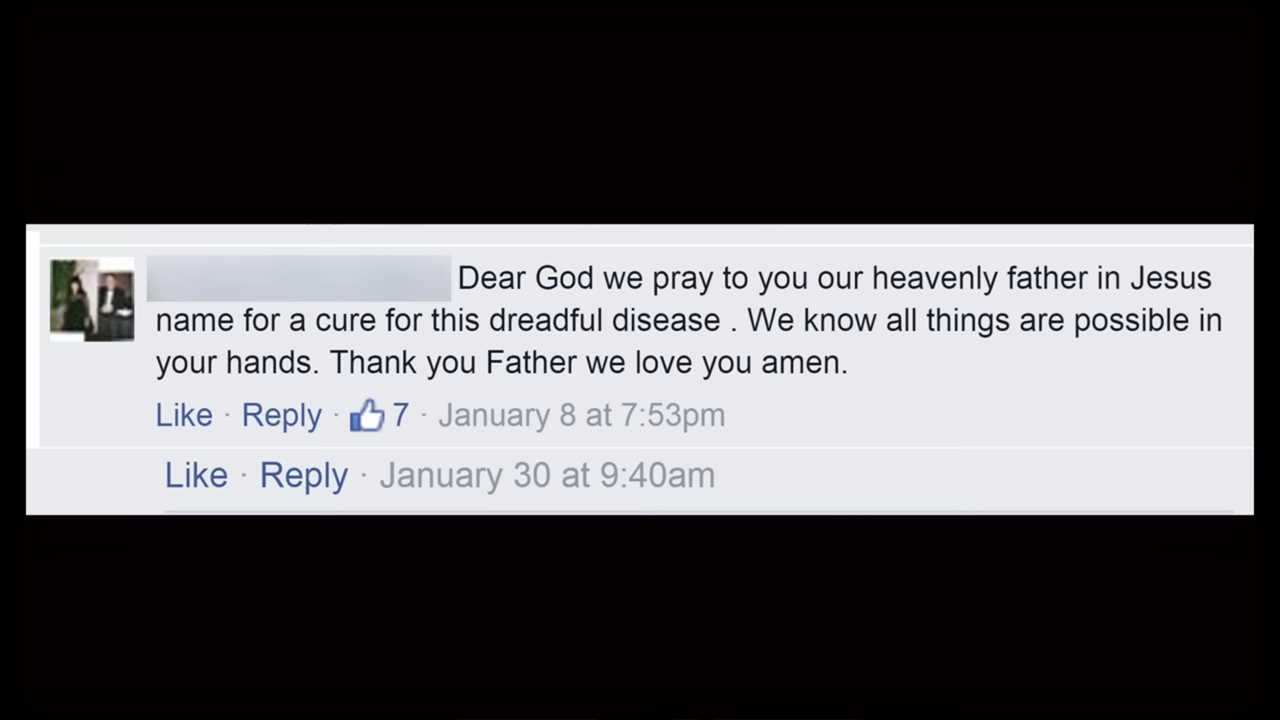 Dear God we pray to you our heavenly father in Jesus
name for a cure for this dreadful disease . We know all things are possible in
your hands. Thank you Father we love you amen.
Like · Reply · 7 · January 8 at 7:53pm
Like · Reply · January 30 at 9:40am